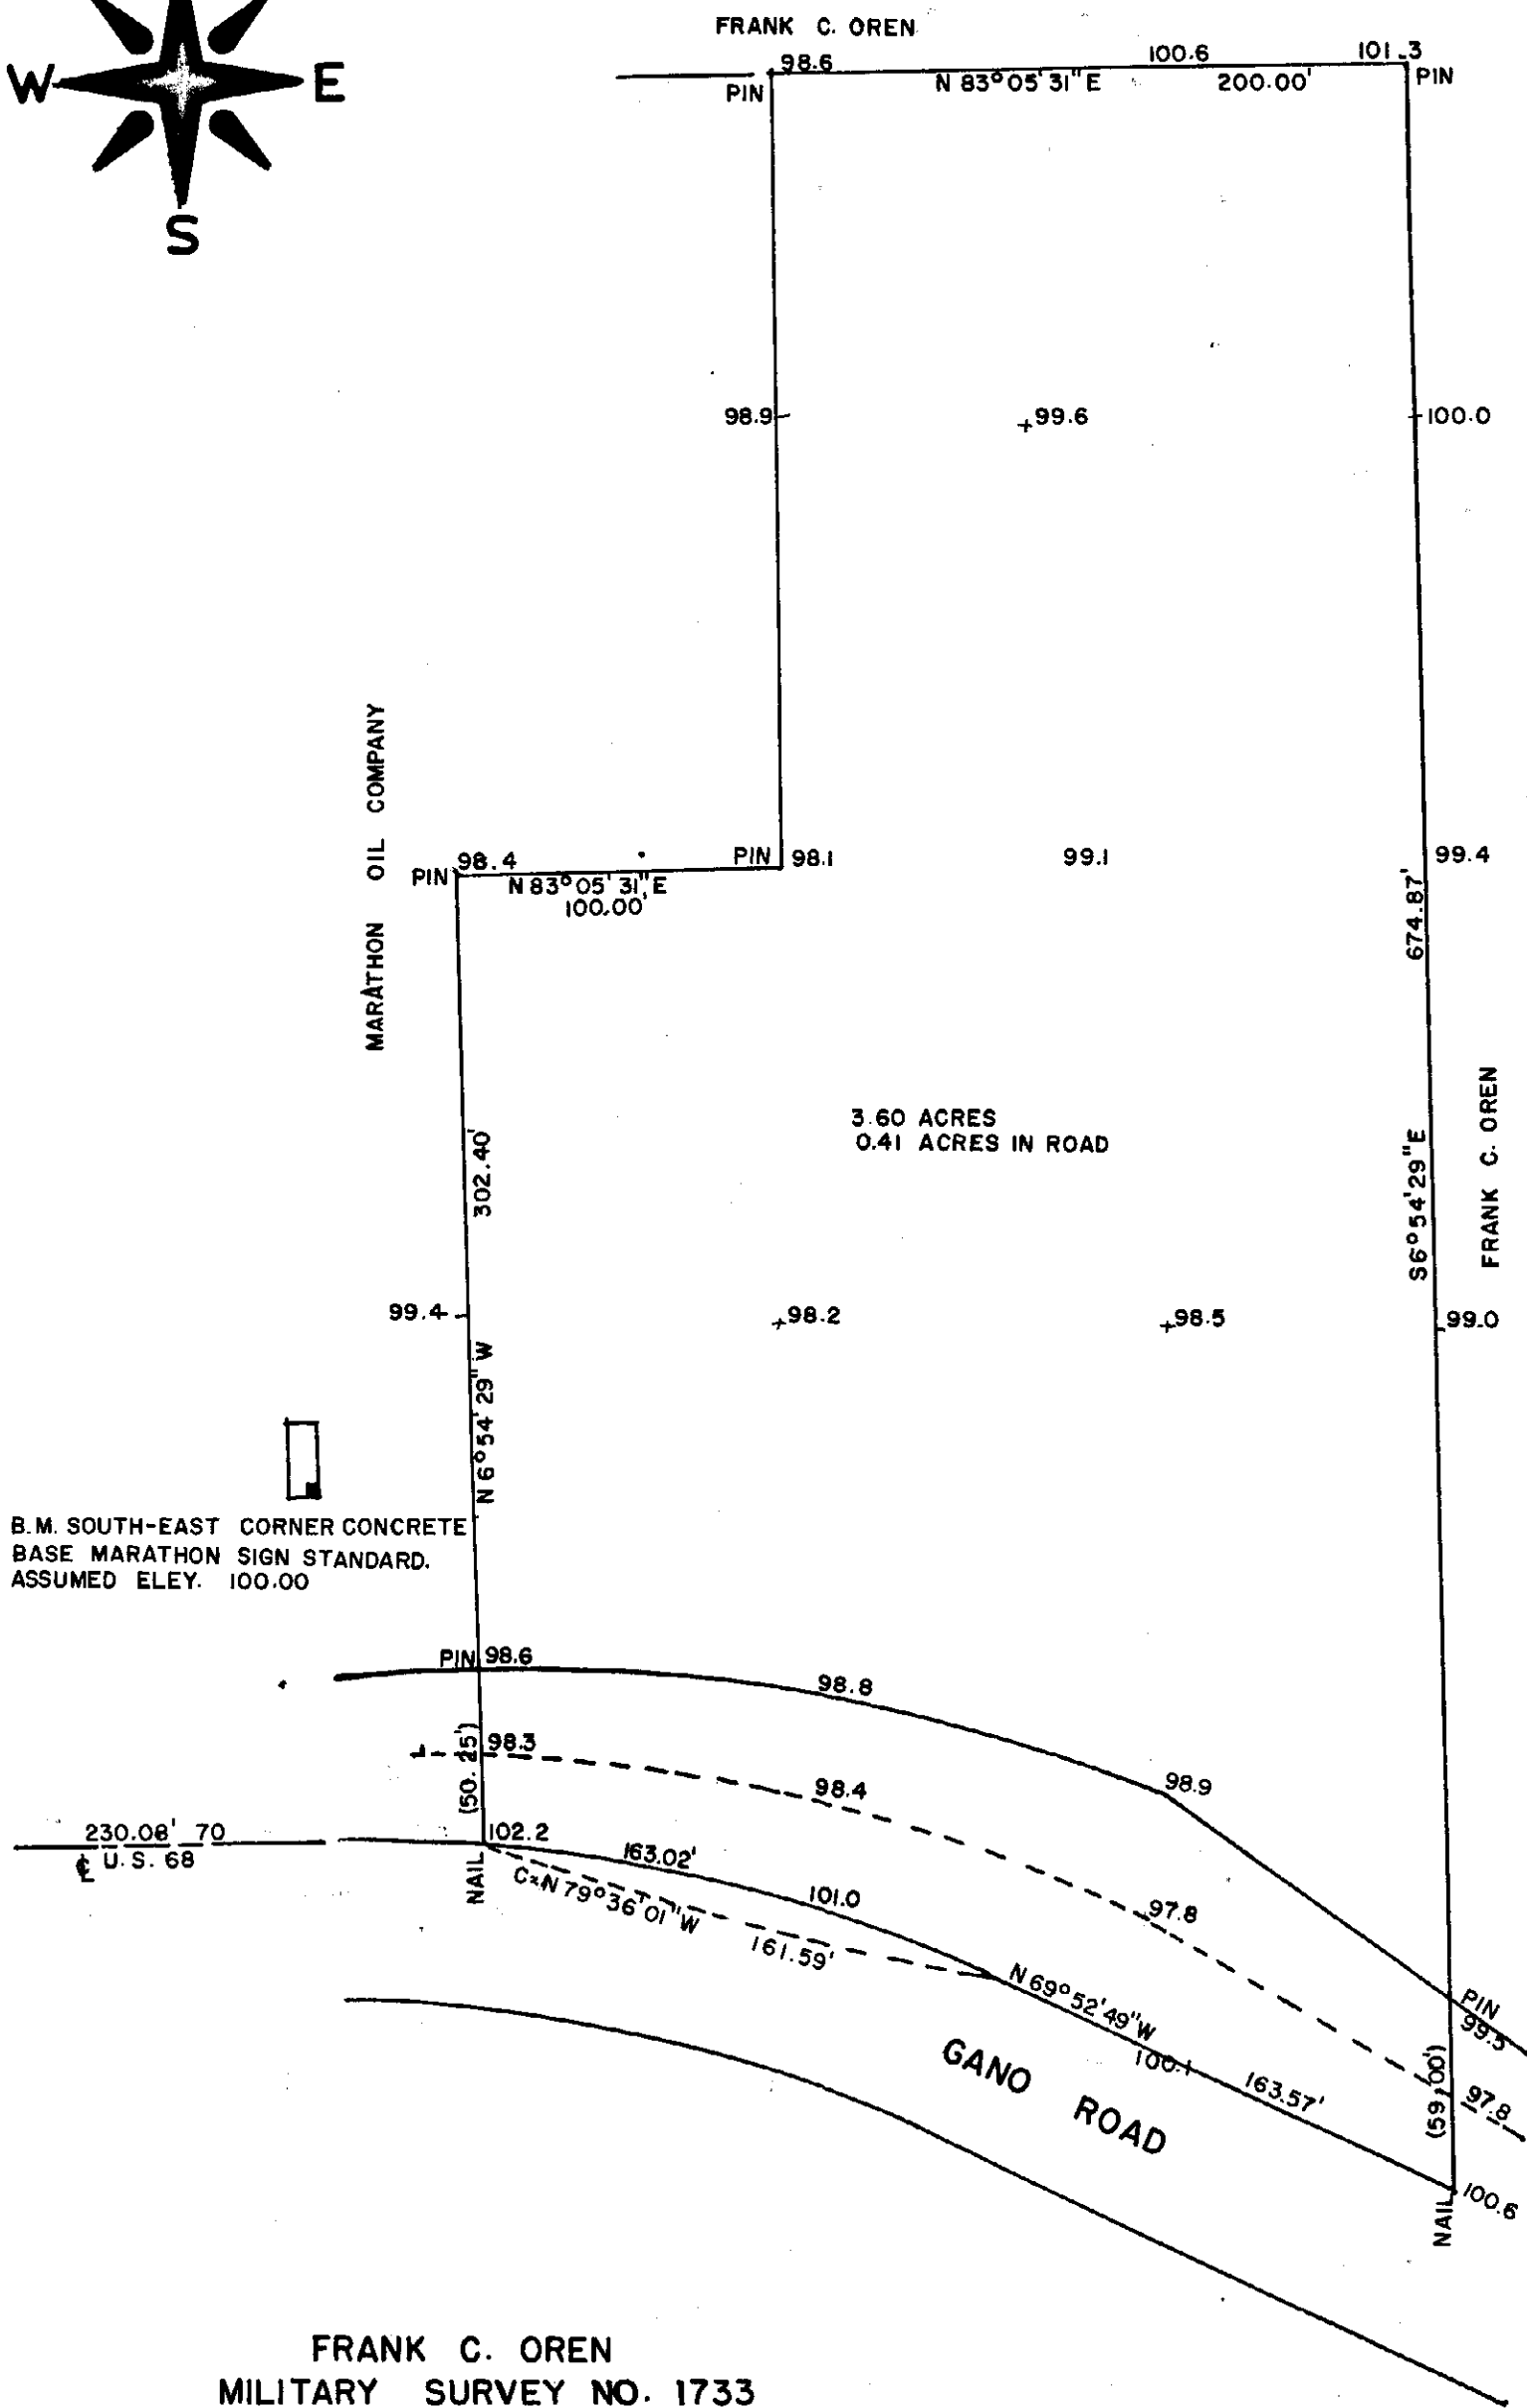 FRANK C. OREN
W E
S
98.6 100.6 101.3
PIN N 83° 05' 31" E 200.00' PIN
98.9 +99.6 100.0
MARATHON OIL COMPANY
98.4 PIN 98.1 99.1 99.4
PIN N 83° 05' 31" E
100.00'
674.87'
S 6° 54' 29" E
FRANK C. OREN
3.60 ACRES
0.41 ACRES IN ROAD
302.40'
N 6° 54' 29" W
99.4 +98.2 +98.5 99.0
B.M. SOUTH-EAST CORNER CONCRETE
BASE MARATHON SIGN STANDARD.
ASSUMED ELEY. 100.00
PIN 98.6
98.8
(50.25')
98.3
98.4
98.9
230.08' 70
℄ U.S. 68
102.2
NAIL
163.02'
C=N 79° 36' 01" W
161.59'
101.0
97.8
N 69° 52' 49" W
100.1
163.57'
PIN
99.5
(59.00')
97.8
100.6
NAIL
GANO ROAD
FRANK C. OREN
MILITARY SURVEY NO. 1733